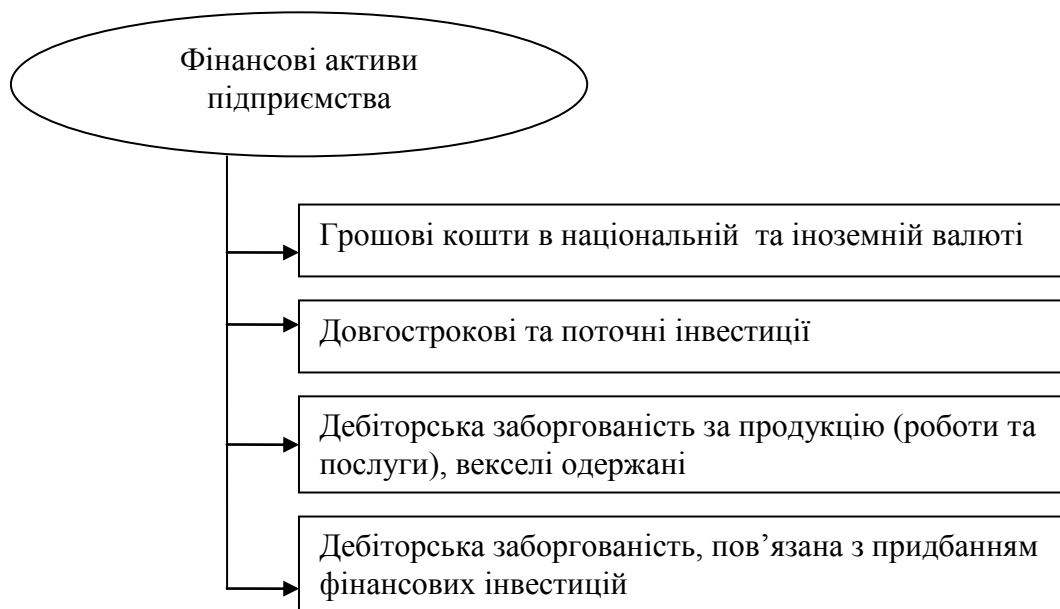 Фінансові активи
підприємства
Грошові кошти в національній та іноземній валюті
Довгострокові та поточні інвестиції
Дебіторська заборгованість за продукцію (роботи та
послуги), векселі одержані
Дебіторська заборгованість, пов’язана з придбанням
фінансових інвестицій